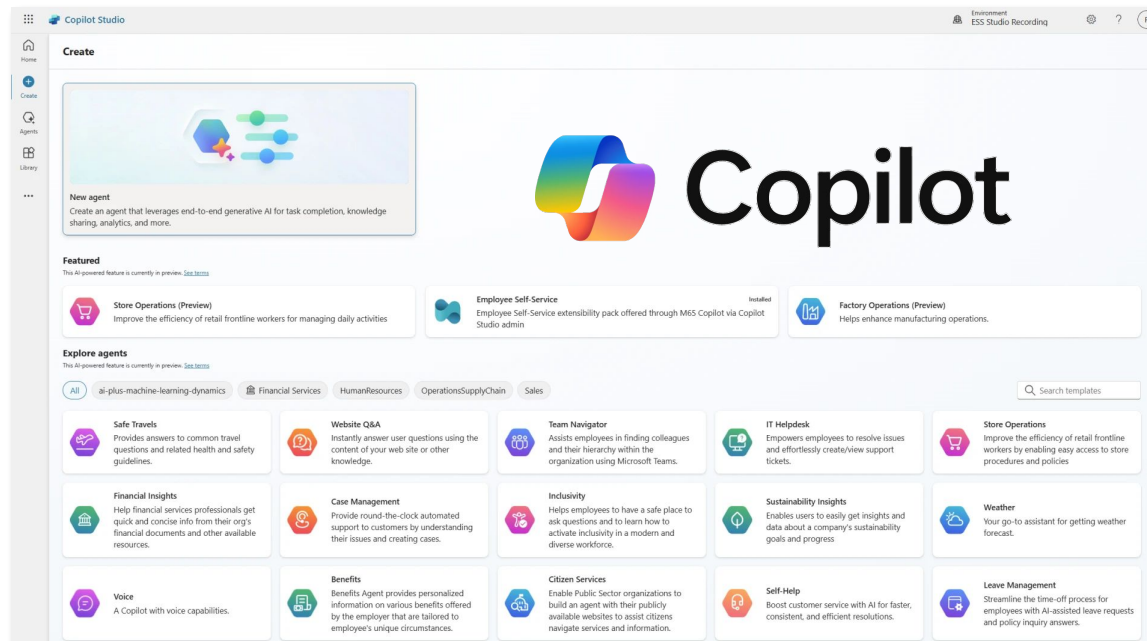 Copilot Studio
Environment
ESS Studio Recording
?
Home
Create
Agents
Library
Create
New agent
Create an agent that leverages end-to-end generative AI for task completion, knowledge
sharing, analytics, and more.
Copilot
Featured
This AI-powered feature is currently in preview. See terms
Store Operations (Preview)
Improve the efficiency of retail frontline workers for managing daily activities
Employee Self-Service
Installed
Employee Self-Service extensibility pack offered through M65 Copilot via Copilot
Studio admin
Factory Operations (Preview)
Helps enhance manufacturing operations.
Explore agents
This AI-powered feature is currently in preview. See terms
All
ai-plus-machine-learning-dynamics
Financial Services
HumanResources
OperationsSupplyChain
Sales
Search templates
Safe Travels
Provides answers to common travel
questions and related health and safety
guidelines.
Website Q&A
Instantly answer user questions using the
content of your web site or other
knowledge.
Team Navigator
Assists employees in finding colleagues
and their hierarchy within the
organization using Microsoft Teams.
IT Helpdesk
Empowers employees to resolve issues
and effortlessly create/view support
tickets.
Store Operations
Improve the efficiency of retail frontline
workers by enabling easy access to store
procedures and policies
Financial Insights
Help financial services professionals get
quick and concise info from their org's
financial documents and other available
resources.
Case Management
Provide round-the-clock automated
support to customers by understanding
their issues and creating cases.
Inclusivity
Helps employees to have a safe place to
ask questions and to learn how to
activate inclusivity in a modern and
diverse workforce.
Sustainability Insights
Enables users to easily get insights and
data about a company's sustainability
goals and progress
Weather
Your go-to assistant for getting weather
forecast.
Voice
A Copilot with voice capabilities.
Benefits
Benefits Agent provides personalized
information on various benefits offered
by the employer that are tailored to
employee's unique circumstances.
Citizen Services
Enable Public Sector organizations to
build an agent with their publicly
available websites to assist citizens
navigate services and information.
Self-Help
Boost customer service with AI for faster,
consistent, and efficient resolutions.
Leave Management
Streamline the time-off process for
employees with AI-assisted leave requests
and policy inquiry answers.